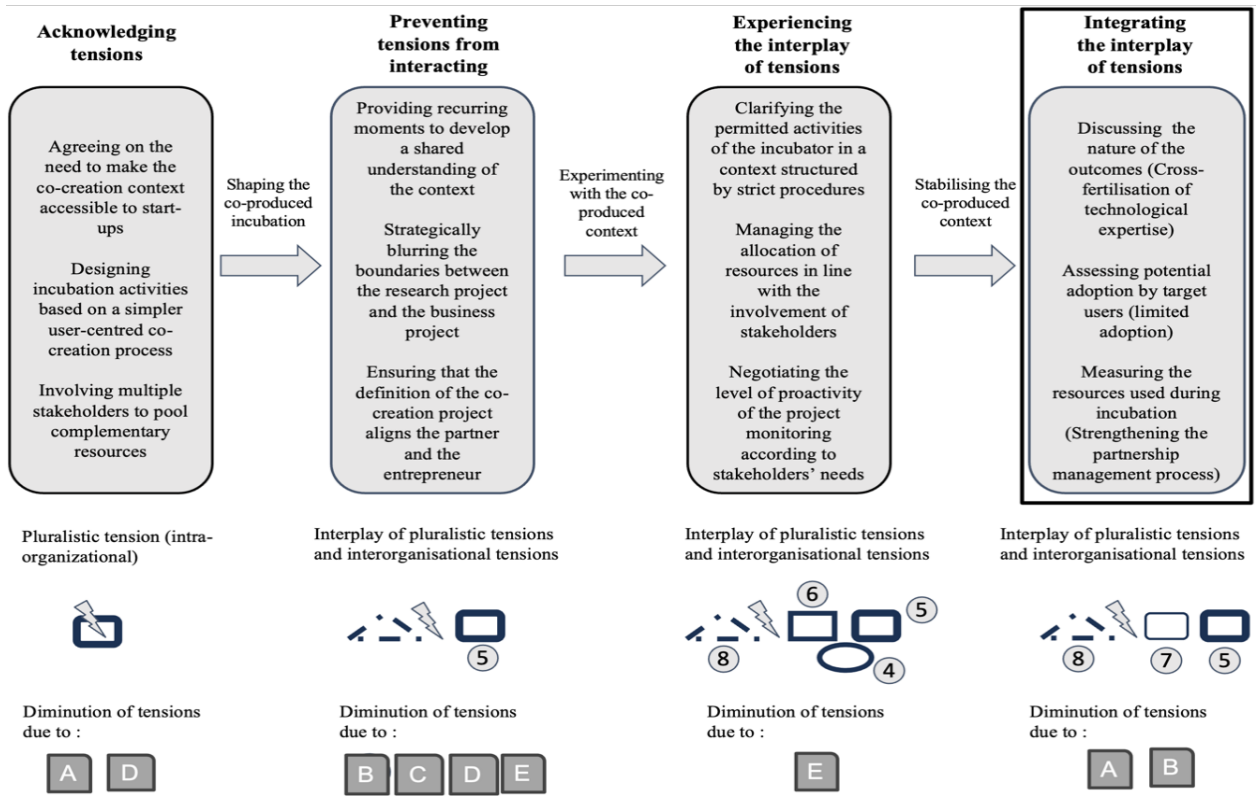 Acknowledging
tensions
Agreeing on the
need to make the
co-creation context
accessible to start-
ups
Designing
incubation activities
based on a simpler
user-centred co-
creation process
Involving multiple
stakeholders to pool
complementary
resources
Shaping the
co-produced
incubation
Preventing
tensions from
interacting
Providing recurring
moments to develop
a shared
understanding of
the context
Strategically
blurring the
boundaries between
the research project
and the business
project
Ensuring that the
definition of the co-
creation project
aligns the partner
and the
entrepreneur
Experimenting
with the co-
produced
context
Experiencing
the interplay
of tensions
Clarifying the
permitted activities
of the incubator in a
context structured
by strict procedures
Managing the
allocation of
resources in line
with the
involvement of
stakeholders
Negotiating the
level of proactivity
of the project
monitoring
according to
stakeholders’ needs
Stabilising the
co-produced
context
Integrating
the interplay
of tensions
Discussing the
nature of the
outcomes (Cross-
fertilisation of
technological
expertise)
Assessing potential
adoption by target
users (limited
adoption)
Measuring the
resources used during
incubation
(Strengthening the
partnership
management process)
Pluralistic tension (intra-
organizational)
Interplay of pluralistic tensions
and interorganisational tensions
5
Interplay of pluralistic tensions
and interorganisational tensions
6
5
8
4
Interplay of pluralistic tensions
and interorganisational tensions
8
7
5
Diminution of tensions
due to :
A D
Diminution of tensions
due to :
B C D E
Diminution of tensions
due to :
E
Diminution of tensions
due to :
A B